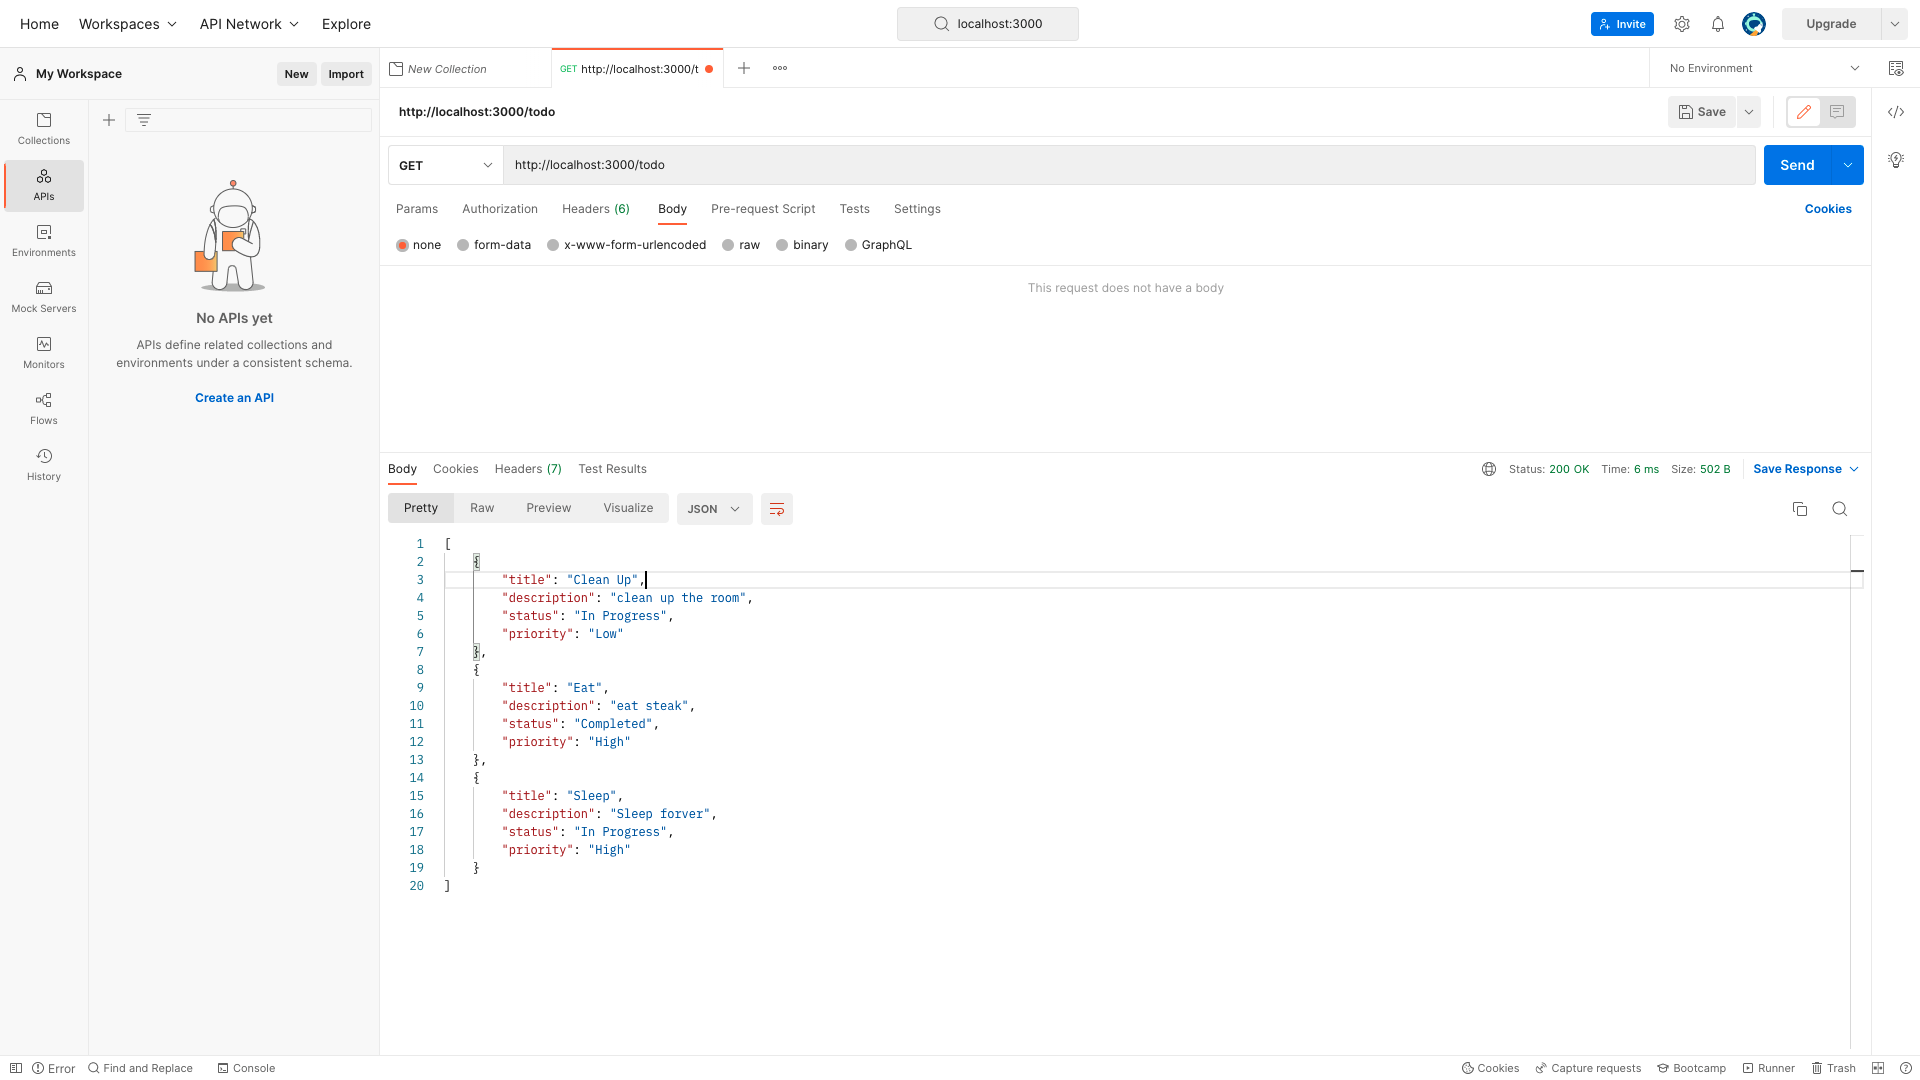 Home Workspaces API Network Explore localhost:3000 Invite Upgrade
My Workspace New Import New Collection GET http://localhost:3000/t No Environment
Collections
APIs
Environments
Mock Servers
Monitors
Flows
History
No APIs yet
APIs define related collections and
environments under a consistent schema.
Create an API
http://localhost:3000/todo Save
GET http://localhost:3000/todo Send
Params Authorization Headers (6) Body Pre-request Script Tests Settings Cookies
none form-data x-www-form-urlencoded raw binary GraphQL
This request does not have a body
Body Cookies Headers (7) Test Results Status: 200 OK Time: 6 ms Size: 502 B Save Response
Pretty Raw Preview Visualize JSON
1 [
2 {
3 "title": "Clean Up",
4 "description": "clean up the room",
5 "status": "In Progress",
6 "priority": "Low"
7 },
8 {
9 "title": "Eat",
10 "description": "eat steak",
11 "status": "Completed",
12 "priority": "High"
13 },
14 {
15 "title": "Sleep",
16 "description": "Sleep forver",
17 "status": "In Progress",
18 "priority": "High"
19 }
20 ]
Error Find and Replace Console Cookies Capture requests Bootcamp Runner Trash